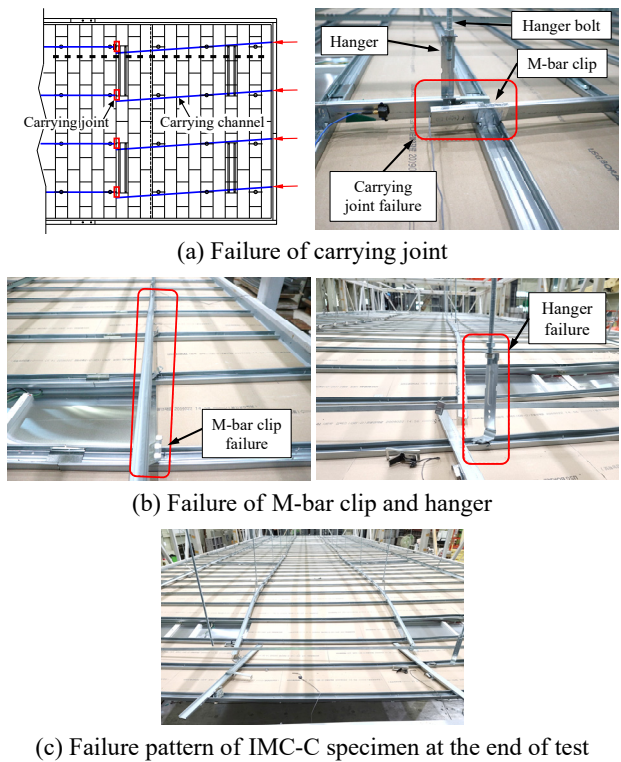 Carrying joint
Carrying channel
Hanger
Hanger bolt
M-bar clip
Carrying
joint failure
(a) Failure of carrying joint
M-bar clip
failure
Hanger
failure
(b) Failure of M-bar clip and hanger
(c) Failure pattern of IMC-C specimen at the end of test